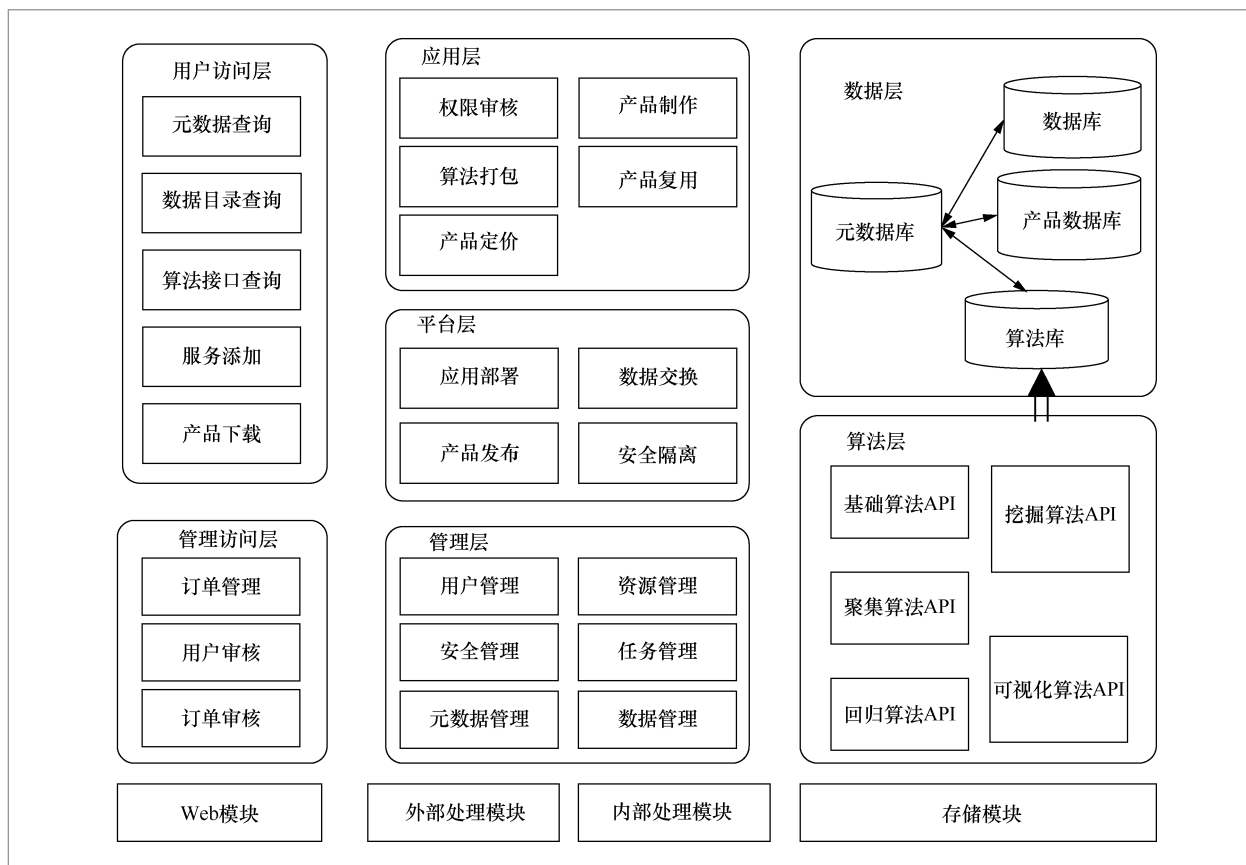 用户访问层
元数据查询
数据目录查询
算法接口查询
服务添加
产品下载
管理访问层
订单管理
用户审核
订单审核
Web模块
应用层
权限审核
产品制作
算法打包
产品复用
产品定价
平台层
应用部署
数据交换
产品发布
安全隔离
管理层
用户管理
资源管理
安全管理
任务管理
元数据管理
数据管理
外部处理模块
内部处理模块
数据层
数据库
元数据库
产品数据库
算法库
算法层
基础算法API
挖掘算法API
聚集算法API
可视化算法API
回归算法API
存储模块